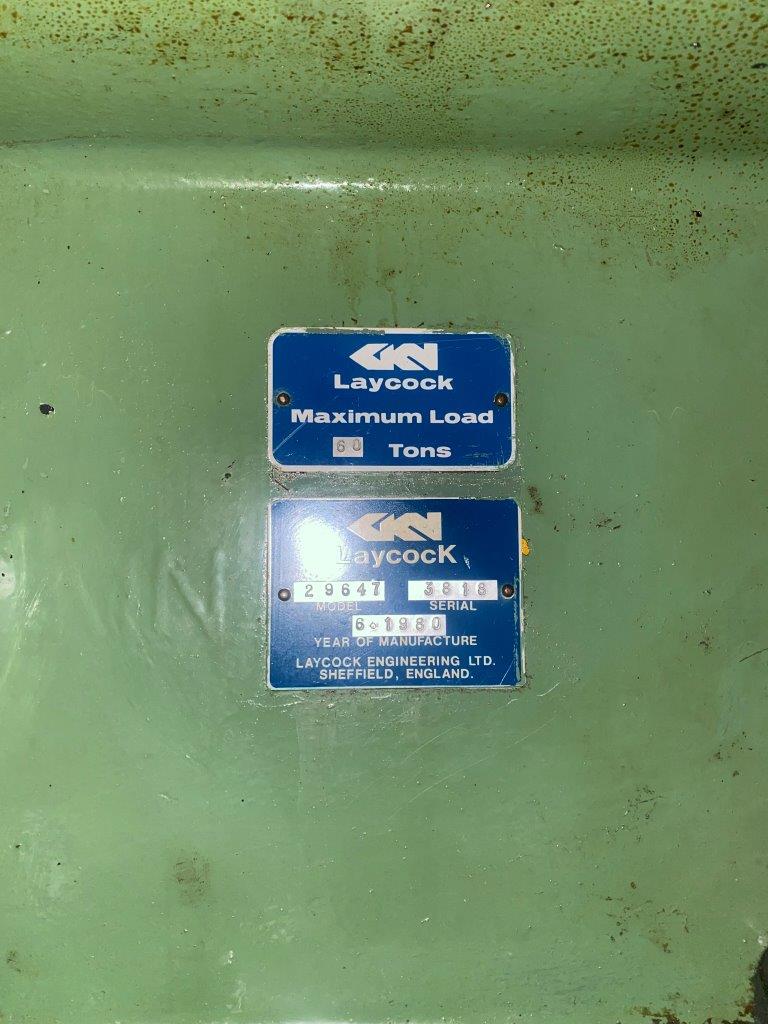 GKN
Laycock
Maximum Load
60 Tons
GKN
Laycock
29647 3818
MODEL SERIAL
6.1980
YEAR OF MANUFACTURE
LAYCOCK ENGINEERING LTD.
SHEFFIELD, ENGLAND.